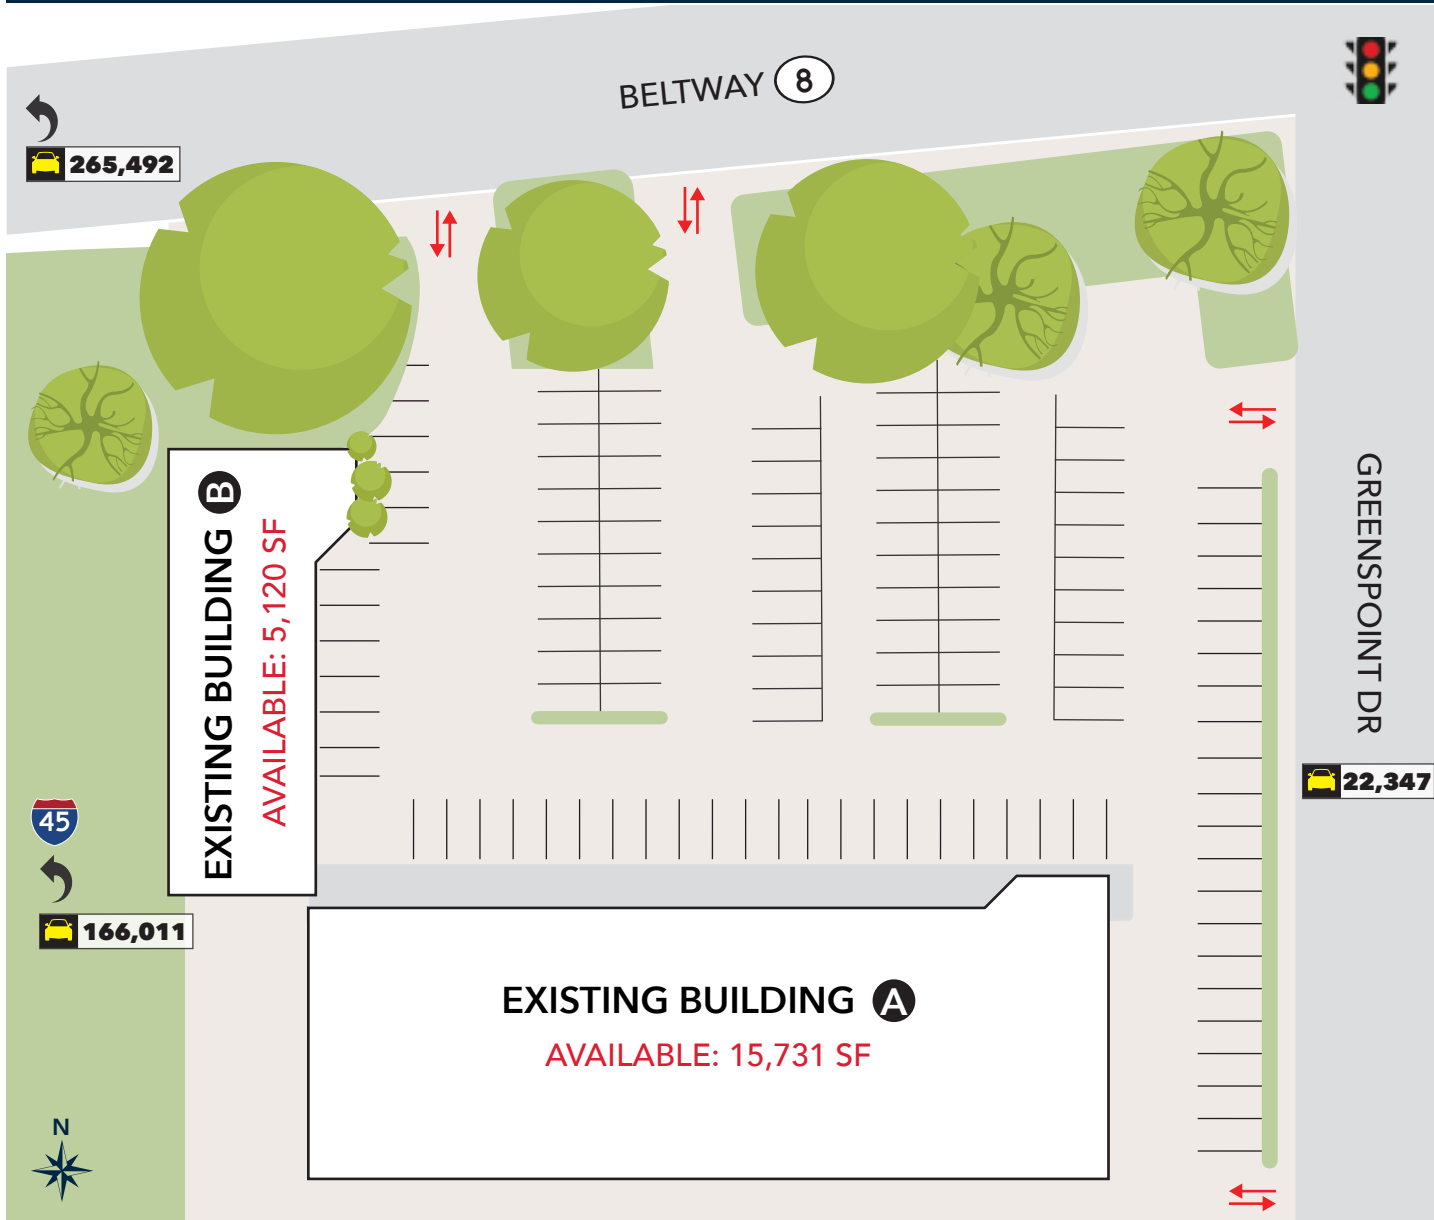 BELTWAY 8
265,492
GREENSPOINT DR
22,347
EXISTING BUILDING B
AVAILABLE: 5,120 SF
45
166,011
EXISTING BUILDING A
AVAILABLE: 15,731 SF
N